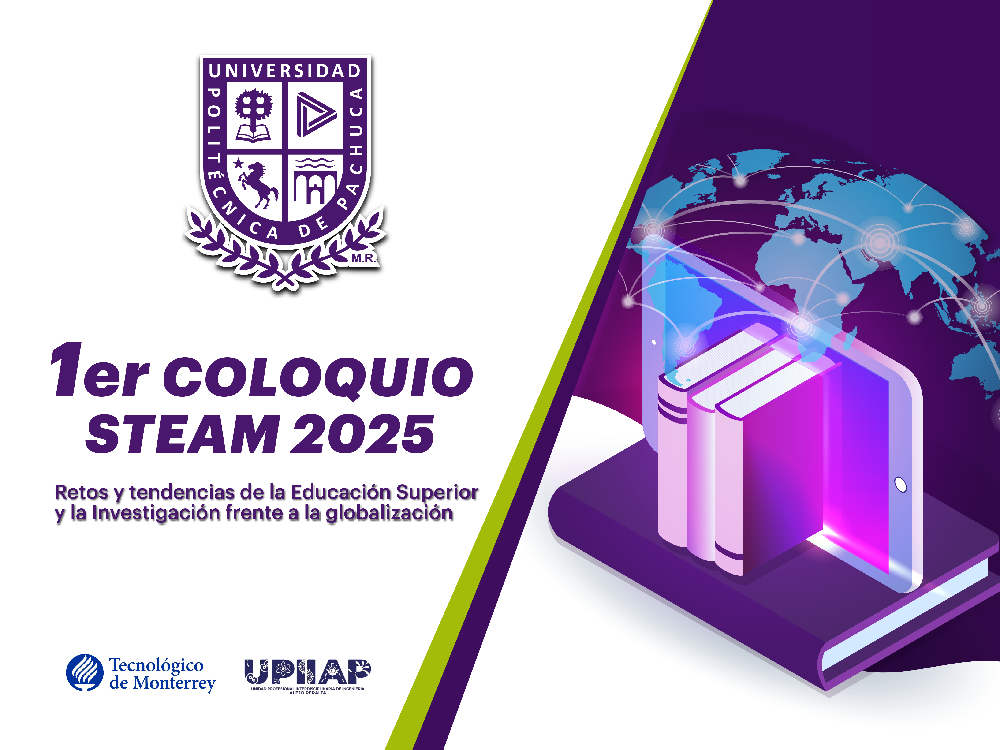 UNIVERSIDAD
POLITÉCNICA DE PACHUCA
M.R.
1er COLOQUIO
STEAM 2025
Retos y tendencias de la Educación Superior
y la Investigación frente a la globalización
Tecnológico
de Monterrey
UPIIAP
UNIDAD PROFESIONAL INTERDISCIPLINARIA DE INGENIERÍA
ALEJO PERALTA